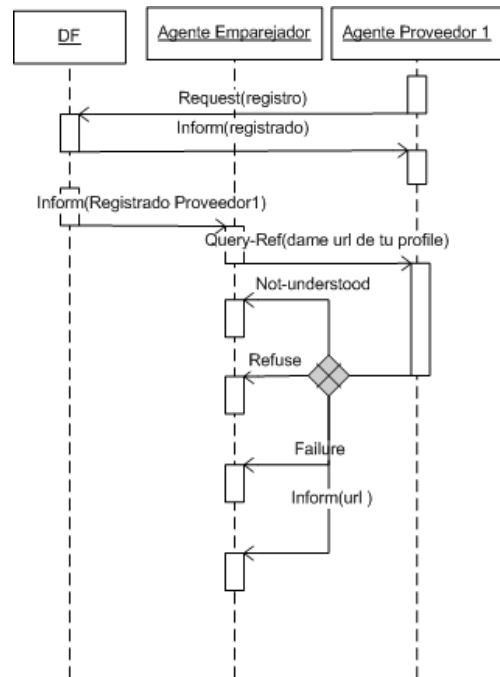 DF
Agente Emparejador
Agente Proveedor 1
Request(registro)
Inform(registrado)
Inform(Registrado Proveedor1)
Query-Ref(dame url de tu profile)
Not-understood
Refuse
Failure
Inform(url )